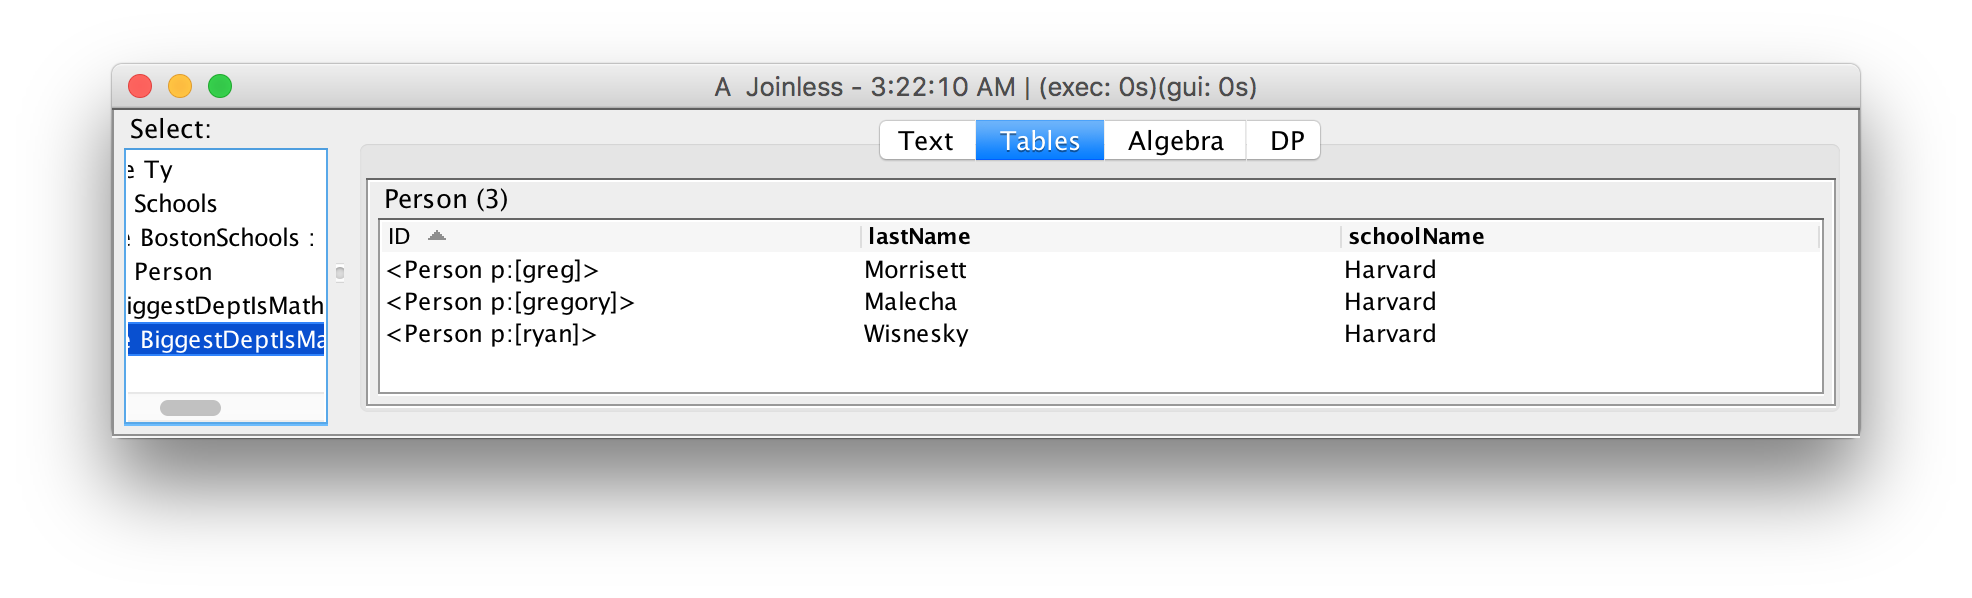 A Joinless - 3:22:10 AM | (exec: 0s)(gui: 0s)
Select:
Text Tables Algebra DP
e Ty
Schools
BostonSchools :
Person
iggestDeptIsMath
BiggestDeptIsMa
Person (3)
ID lastName schoolName
<Person p:[greg]> Morrisett Harvard
<Person p:[gregory]> Malecha Harvard
<Person p:[ryan]> Wisnesky Harvard